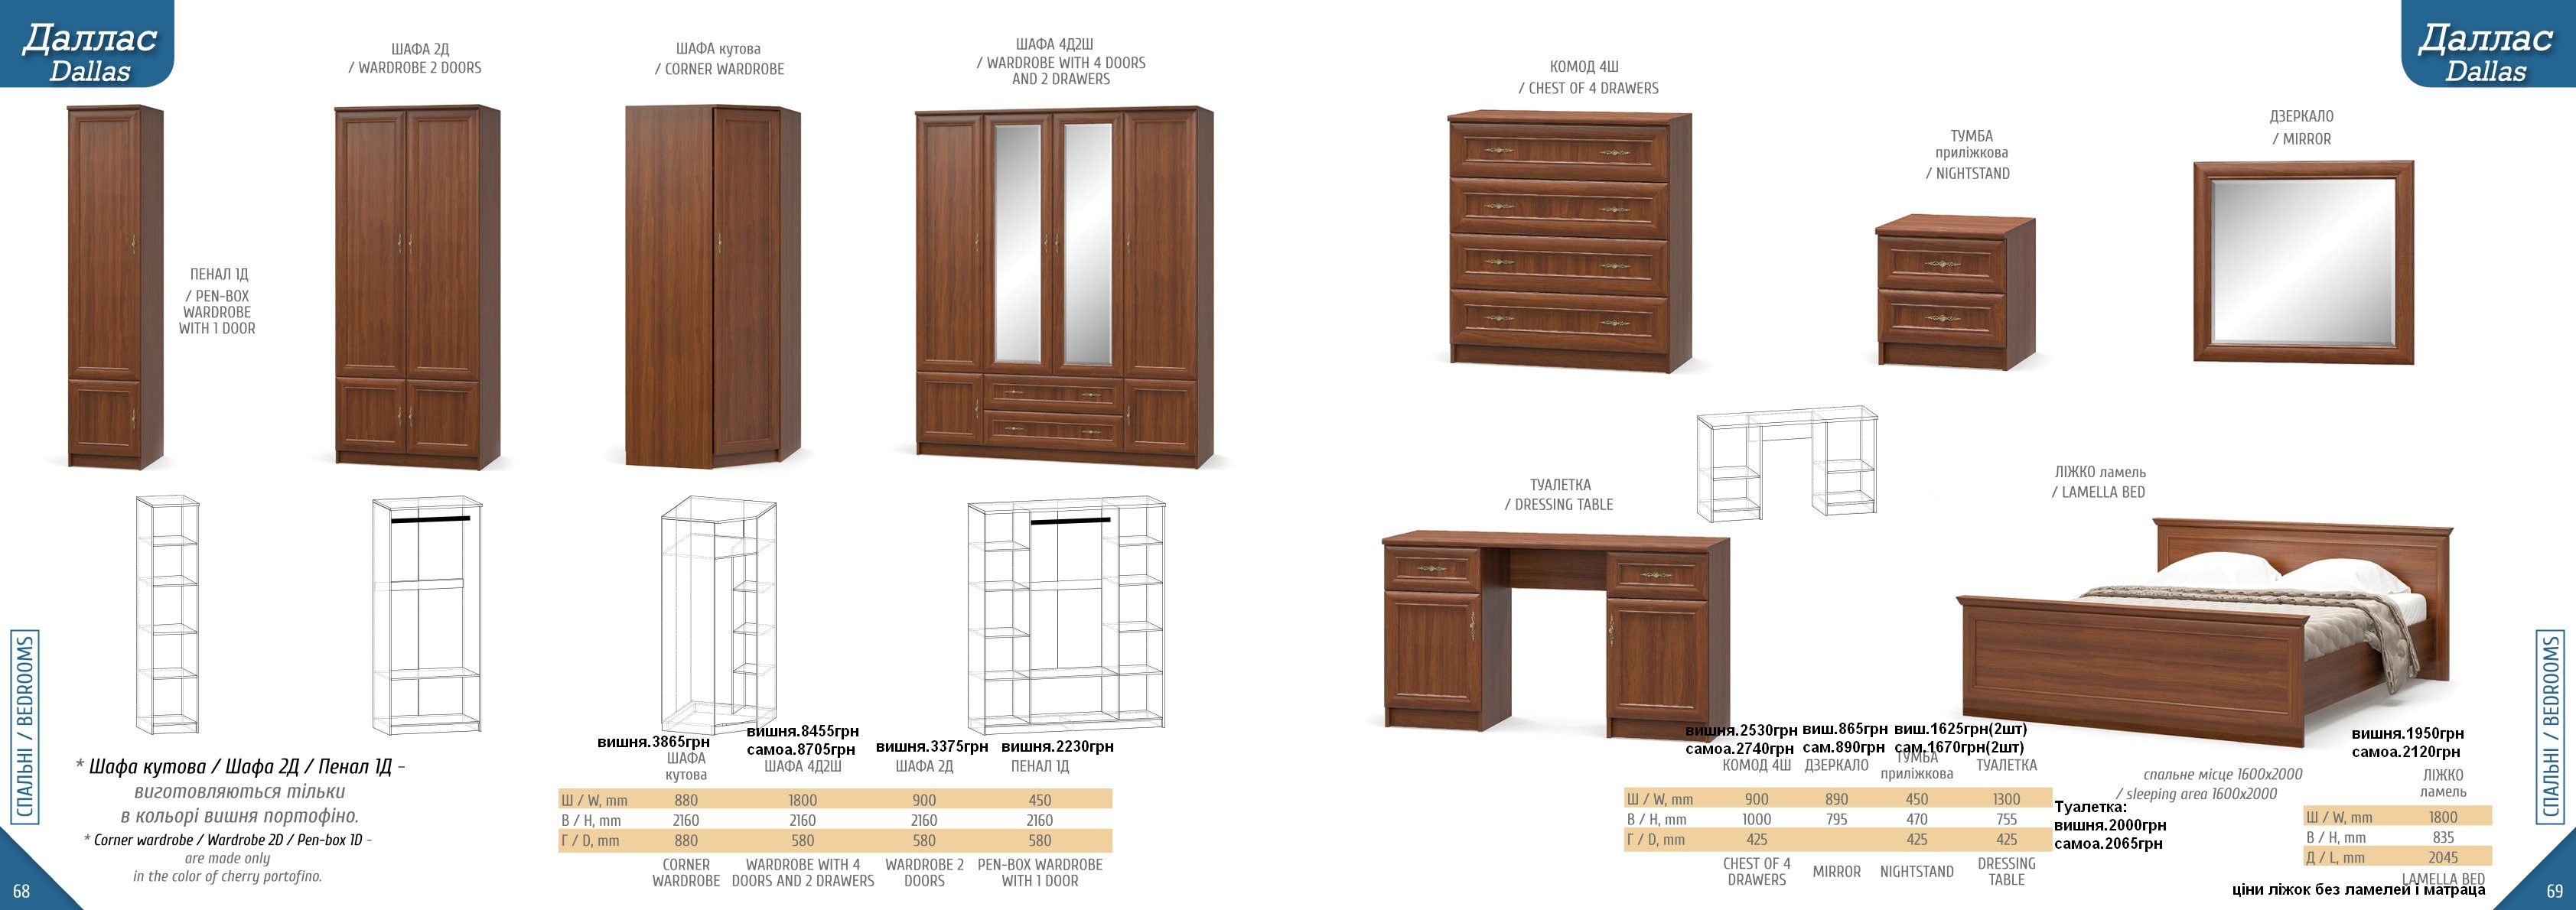 Даллас
Dallas
ШАФА 2Д
/ WARDROBE 2 DOORS
ШАФА кутова
/ CORNER WARDROBE
ШАФА 4Д2Ш
/ WARDROBE WITH 4 DOORS
AND 2 DRAWERS
ПЕНАЛ 1Д
/ PEN-BOX
WARDROBE
WITH 1 DOOR
СПАЛЬНІ / BEDROOMS
* Шафа кутова / Шафа 2Д / Пенал 1Д -
виготовляються тільки
в кольорі вишня портофіно.
* Corner wardrobe / Wardrobe 2D / Pen-box 1D -
are made only
in the color of cherry portofino.
68
вишня.3865грн
вишня.8455грн
самоа.8705грн
вишня.3375грн
вишня.2230грн
ШАФА
кутова
ШАФА 4Д2Ш
ШАФА 2Д
ПЕНАЛ 1Д
Ш / W, mm 880 1800 900 450
В / H, mm 2160 2160 2160 2160
Г / D, mm 880 580 580 580
CORNER
WARDROBE
WARDROBE WITH 4
DOORS AND 2 DRAWERS
WARDROBE 2
DOORS
PEN-BOX WARDROBE
WITH 1 DOOR
Даллас
Dallas
КОМОД 4Ш
/ CHEST OF 4 DRAWERS
ТУМБА
приліжкова
/ NIGHTSTAND
ДЗЕРКАЛО
/ MIRROR
ТУАЛЕТКА
/ DRESSING TABLE
ЛІЖКО ламель
/ LAMELLA BED
вишня.2530грн
самоа.2740грн
виш.865грн
сам.890грн
виш.1625грн(2шт)
сам.1670грн(2шт)
КОМОД 4Ш
ДЗЕРКАЛО
ТУМБА
приліжкова
ТУАЛЕТКА
Ш / W, mm 900 890 450 1300
В / H, mm 1000 795 470 755
Г / D, mm 425 425 425
CHEST OF 4
DRAWERS
MIRROR
NIGHTSTAND
DRESSING
TABLE
Туалетка:
вишня.2000грн
самоа.2065грн
спальне місце 1600x2000
/ sleeping area 1600x2000
вишня.1950грн
самоа.2120грн
ЛІЖКО
ламель
Ш / W, mm 1800
В / H, mm 835
Д / L, mm 2045
LAMELLA BED
ціни ліжок без ламелей і матраца
СПАЛЬНІ / BEDROOMS
69